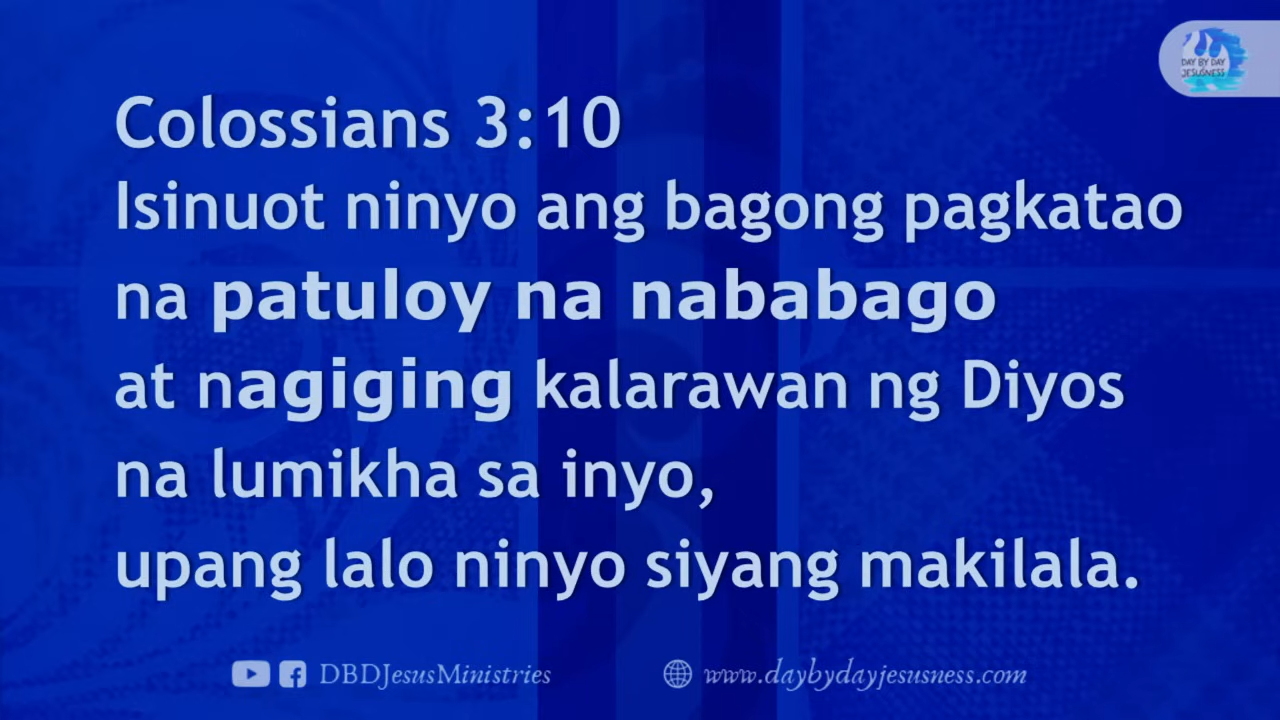 DAY BY DAY
JESUSNESS
Colossians 3:10
Isinuot ninyo ang bagong pagkatao
na patuloy na nababago
at nagiging kalarawan ng Diyos
na lumikha sa inyo,
upang lalo ninyo siyang makilala.
DBDJesusMinistries
www.daybydayjesusness.com